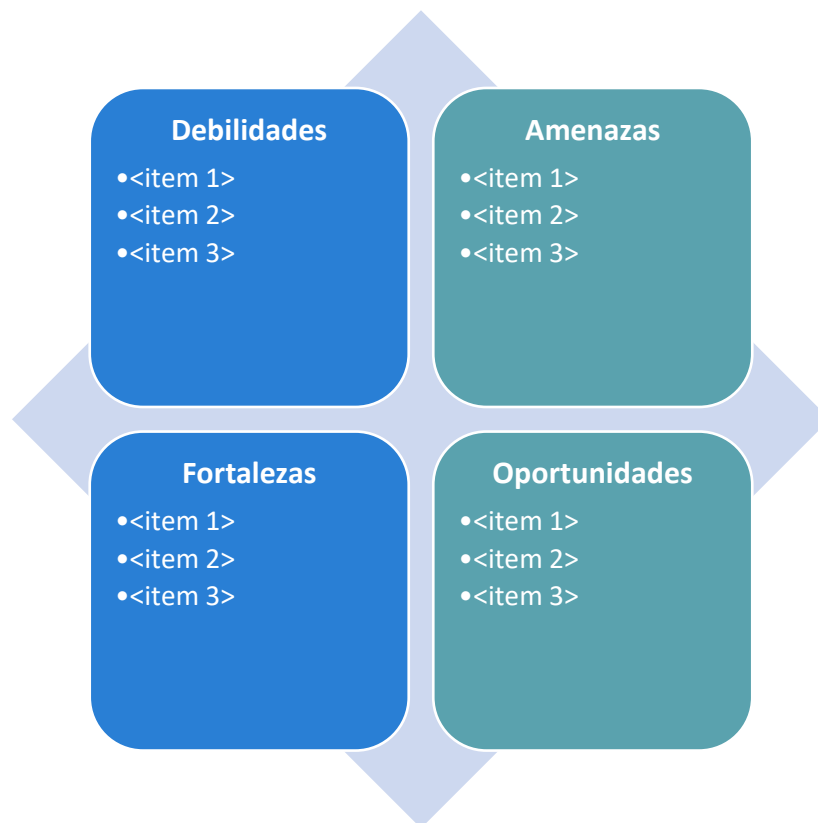 Debilidades
•<item 1>
•<item 2>
•<item 3>
Amenazas
•<item 1>
•<item 2>
•<item 3>
Fortalezas
•<item 1>
•<item 2>
•<item 3>
Oportunidades
•<item 1>
•<item 2>
•<item 3>